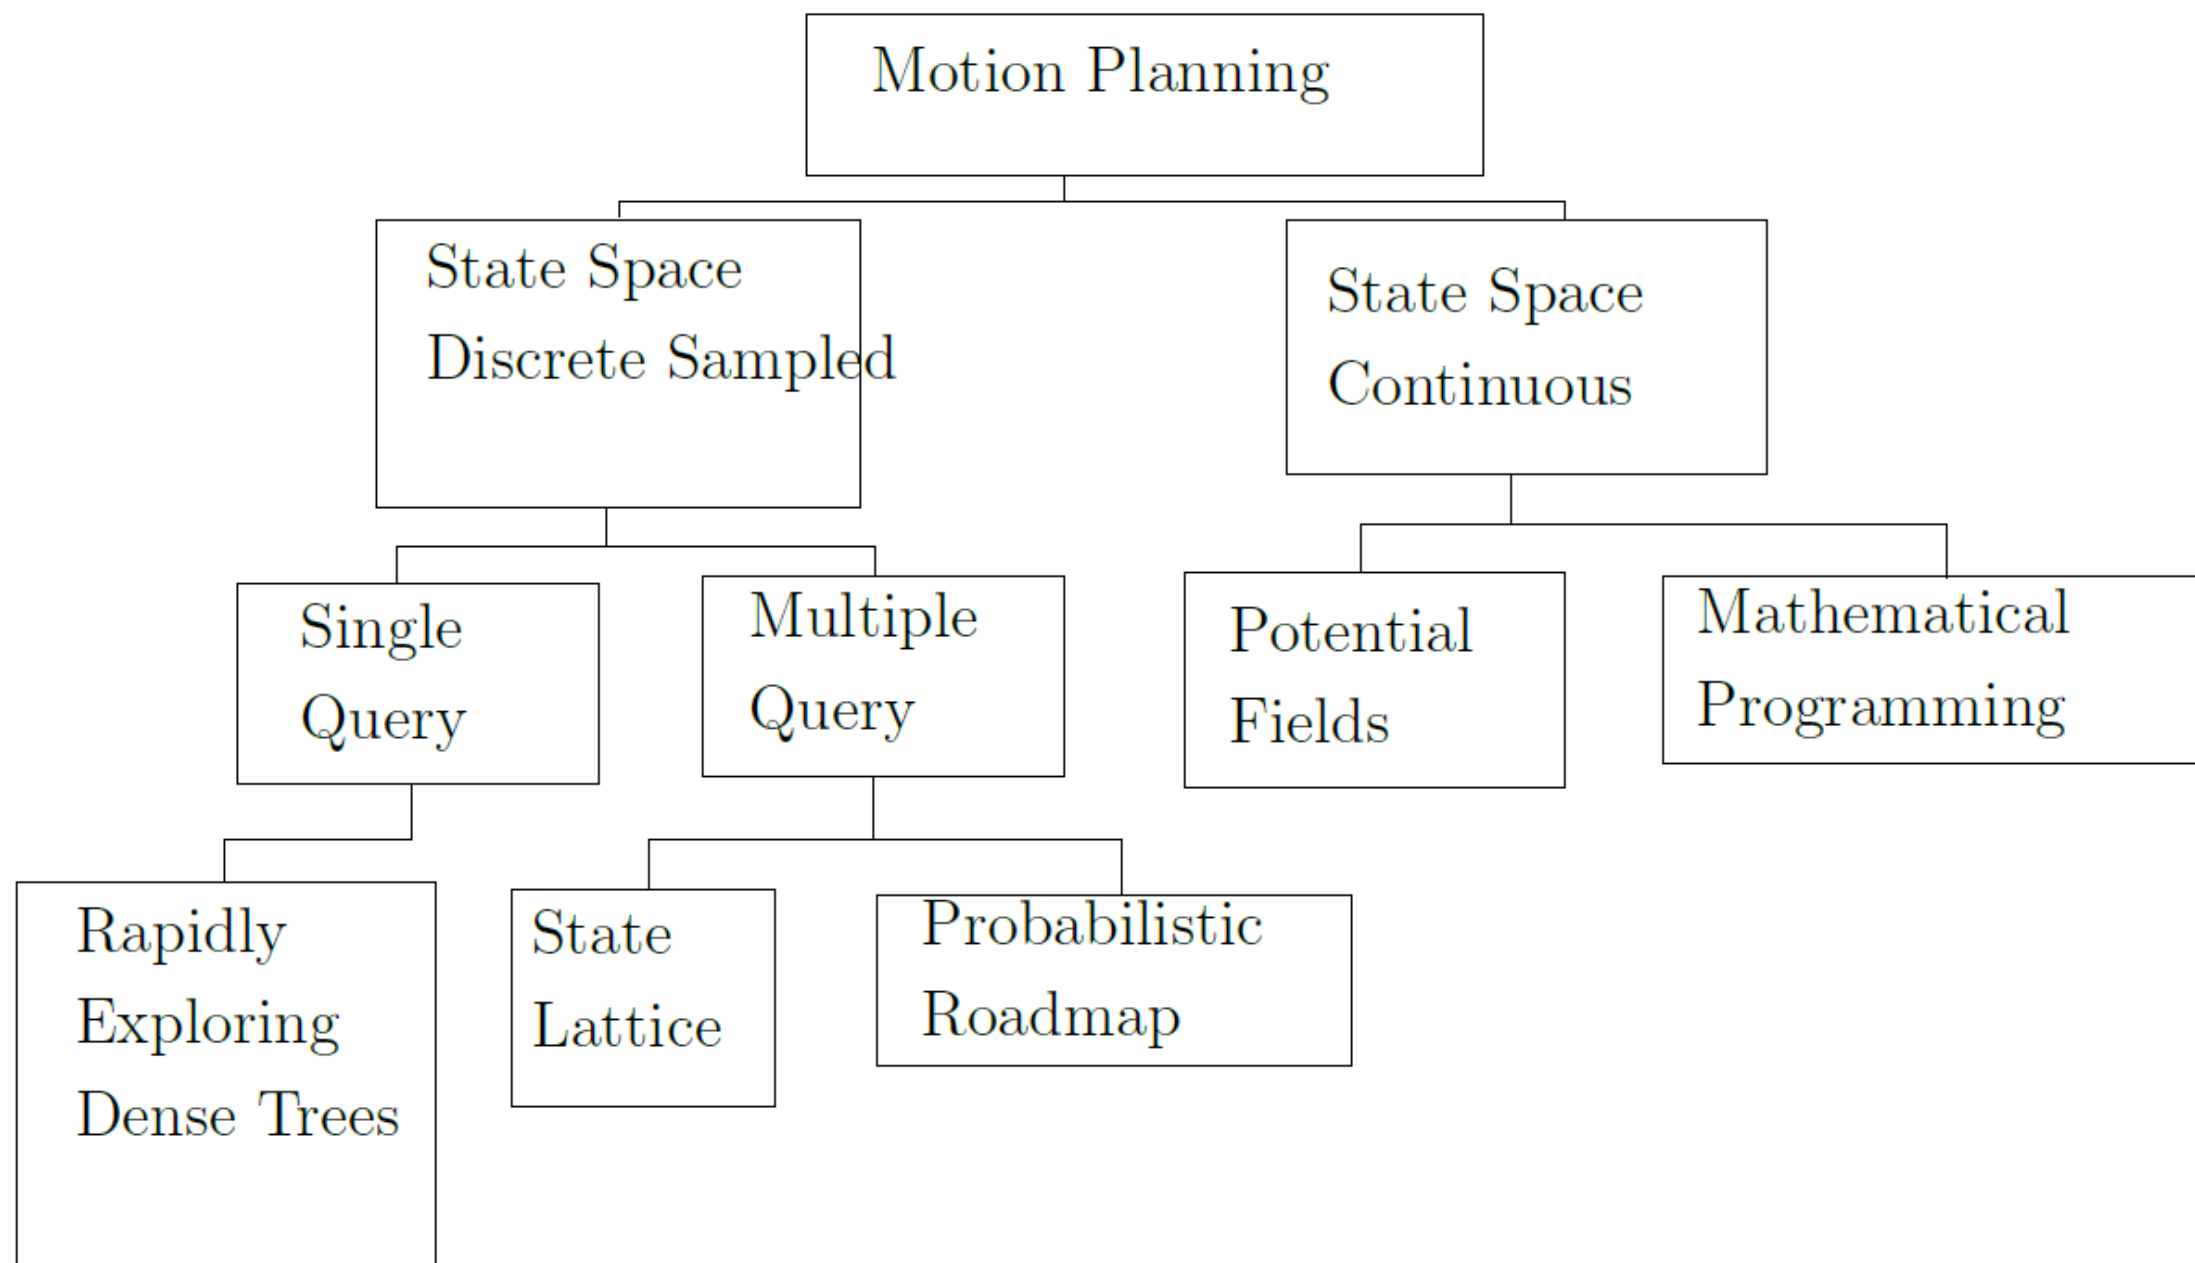 Motion Planning
State Space
Discrete Sampled
State Space
Continuous
Single
Query
Multiple
Query
Potential
Fields
Mathematical
Programming
Rapidly
Exploring
Dense Trees
State
Lattice
Probabilistic
Roadmap